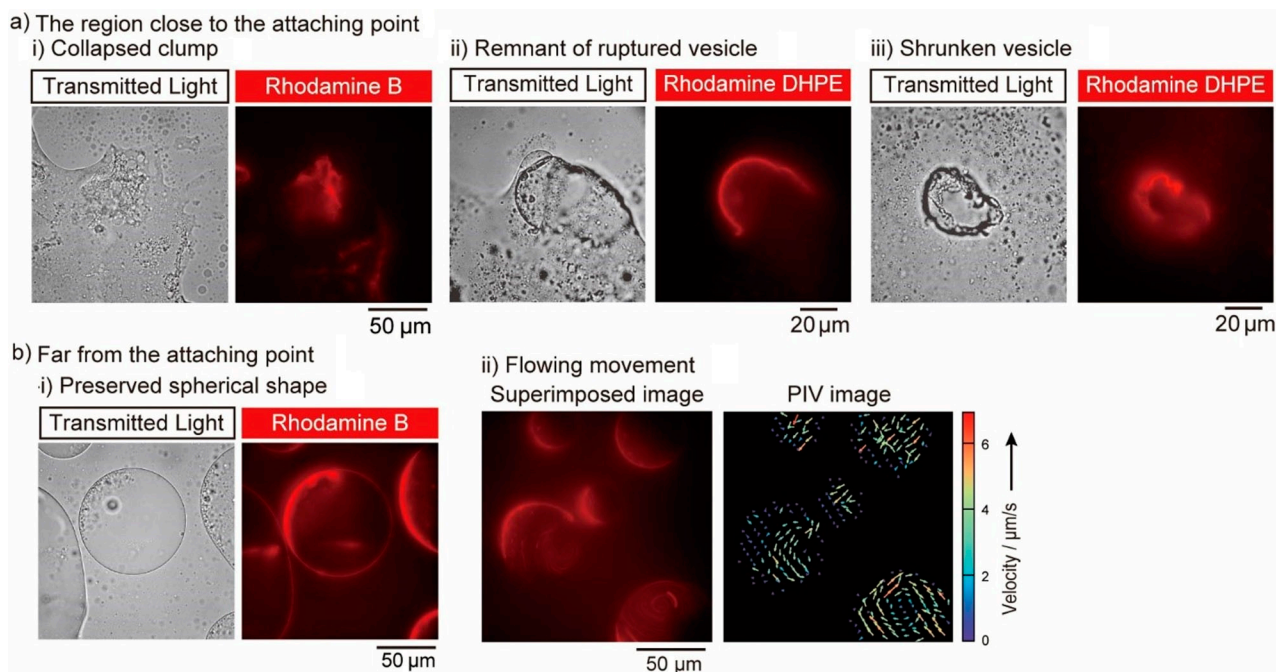 a) The region close to the attaching point
i) Collapsed clump
ii) Remnant of ruptured vesicle
iii) Shrunken vesicle
Transmitted Light
Rhodamine B
Transmitted Light
Rhodamine DHPE
Transmitted Light
Rhodamine DHPE
50 μm
20 μm
20 μm
b) Far from the attaching point
i) Preserved spherical shape
ii) Flowing movement
Transmitted Light
Rhodamine B
Superimposed image
PIV image
6
4
2
0
Velocity / μm/s
50 μm
50 μm